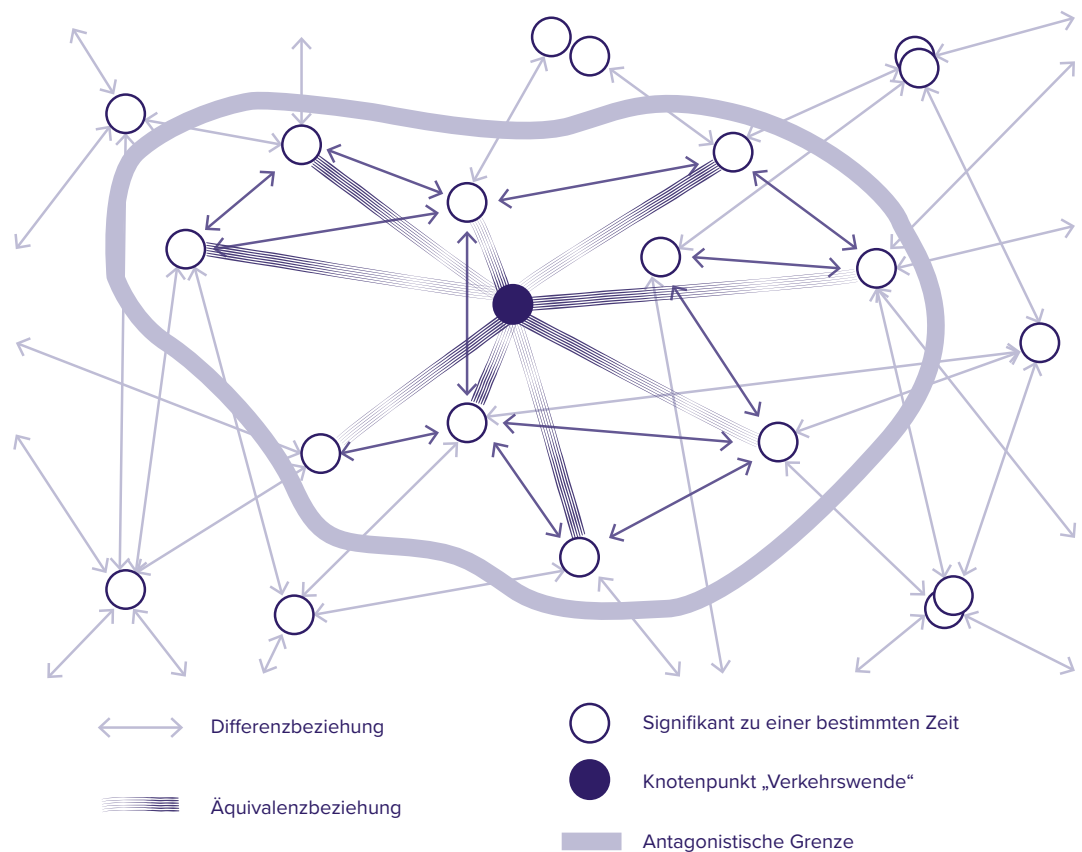 Differenzbeziehung
Äquivalenzbeziehung
Signifikant zu einer bestimmten Zeit
Knotenpunkt „Verkehrswende“
Antagonistische Grenze